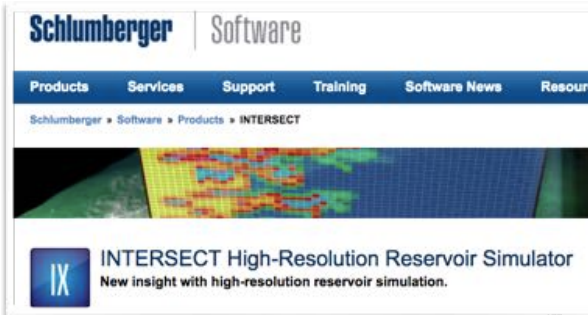 Schlumberger Software
Products Services Support Training Software News Resour
Schlumberger » Software » Products » INTERSECT
IX INTERSECT High-Resolution Reservoir Simulator
New insight with high-resolution reservoir simulation.